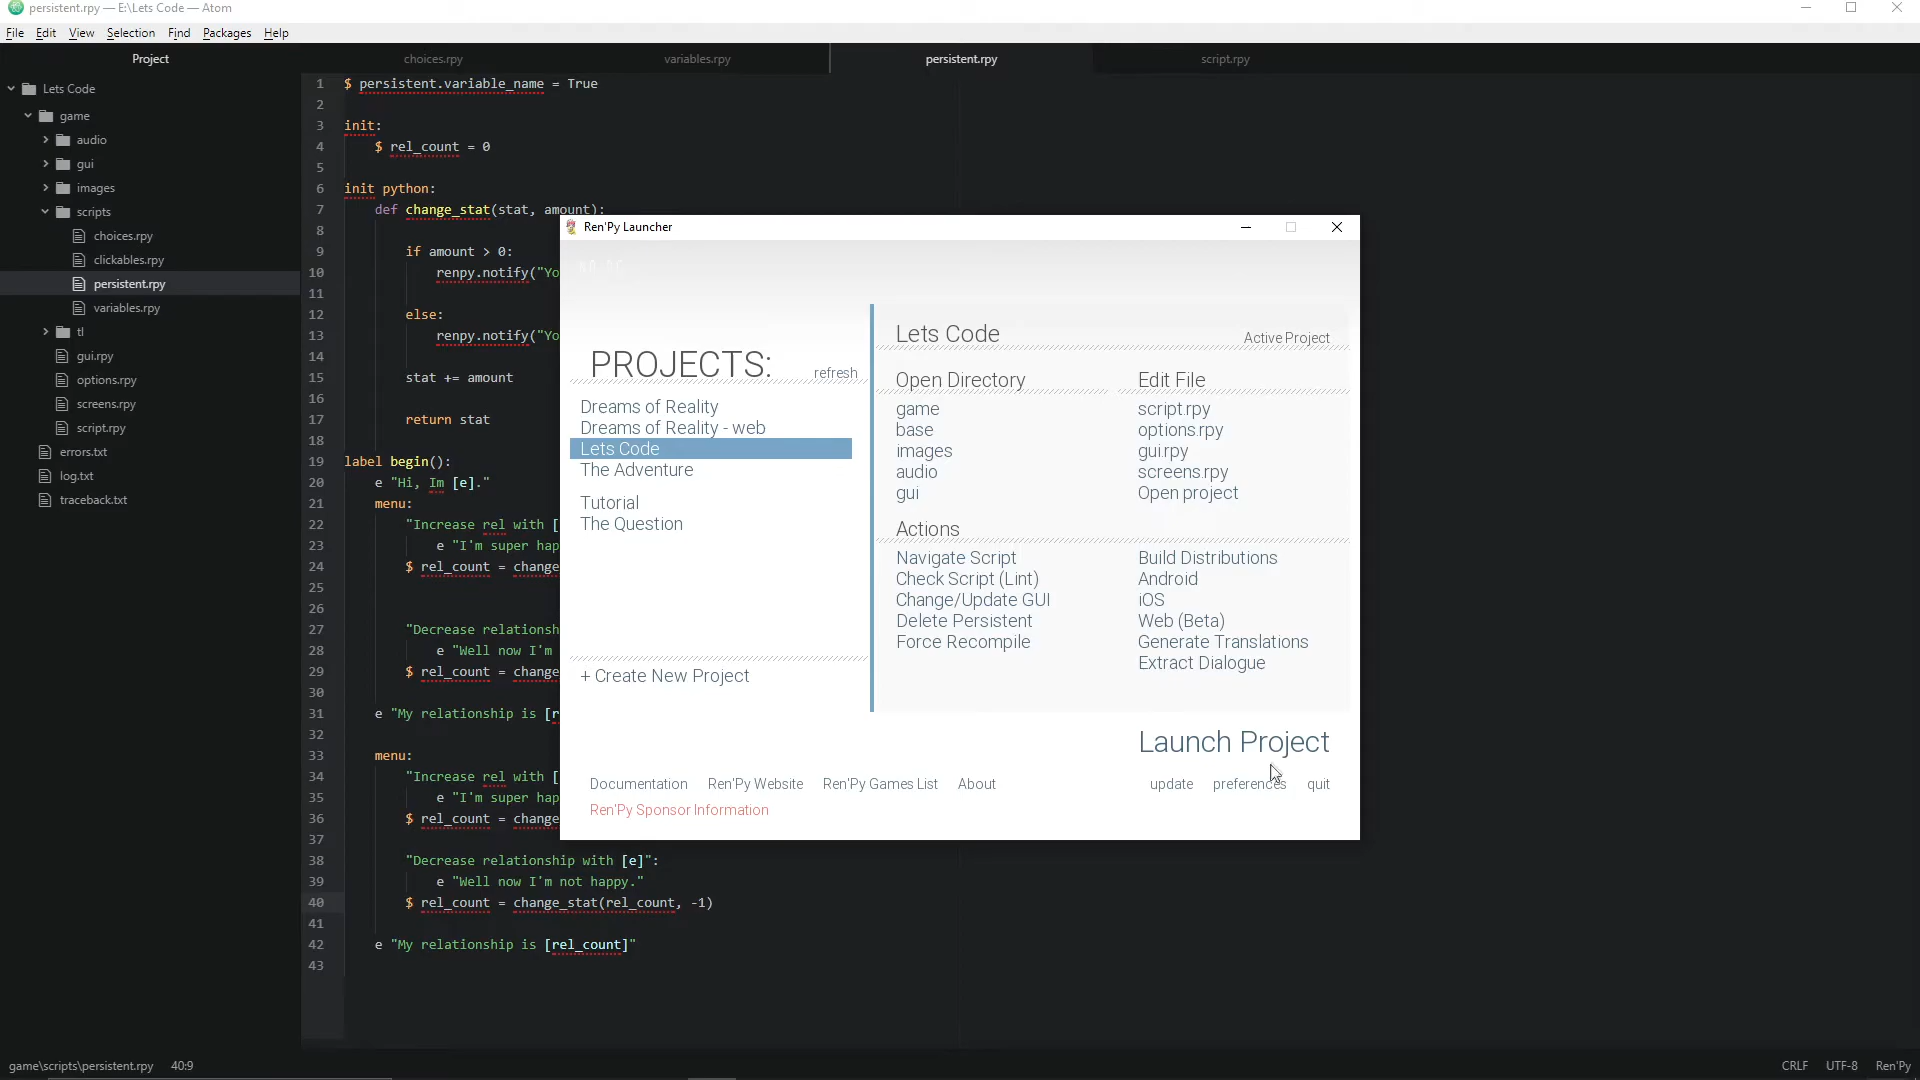 persistent.rpy — E:\Lets Code — Atom
File Edit View Selection Find Packages Help
Project
choices.rpy
variables.rpy
persistent.rpy
script.rpy
Lets Code
game
audio
gui
images
scripts
choices.rpy
clickables.rpy
persistent.rpy
variables.rpy
tl
gui.rpy
options.rpy
screens.rpy
script.rpy
errors.txt
log.txt
traceback.txt
1 $ persistent.variable_name = True
2
3 init:
4 $ rel_count = 0
5
6 init python:
7 def change_stat(stat, amount):
8
9 if amount > 0:
10 renpy.notify("Yo
11
12 else:
13 renpy.notify("Yo
14
15 stat += amount
16
17 return stat
18
19 label begin():
20 e "Hi, Im [e]."
21 menu:
22 "Increase rel with [
23 e "I'm super hap
24 $ rel_count = change
25
26
27 "Decrease relationsh
28 e "Well now I'm
29 $ rel_count = change
30
31 e "My relationship is [r
32
33 menu:
34 "Increase rel with [
35 e "I'm super hap
36 $ rel_count = change
37
38 "Decrease relationship with [e]":
39 e "Well now I'm not happy."
40 $ rel_count = change_stat(rel_count, -1)
41
42 e "My relationship is [rel_count]"
43
Ren'Py Launcher
PROJECTS:
refresh
Dreams of Reality
Dreams of Reality - web
Lets Code
The Adventure
Tutorial
The Question
+ Create New Project
Lets Code
Active Project
Open Directory
game
base
images
audio
gui
Edit File
script.rpy
options.rpy
gui.rpy
screens.rpy
Open project
Actions
Navigate Script
Check Script (Lint)
Change/Update GUI
Delete Persistent
Force Recompile
Build Distributions
Android
iOS
Web (Beta)
Generate Translations
Extract Dialogue
Launch Project
Documentation Ren'Py Website Ren'Py Games List About
update preferences quit
Ren'Py Sponsor Information
game\scripts\persistent.rpy 40:9
CRLF UTF-8 Ren'Py